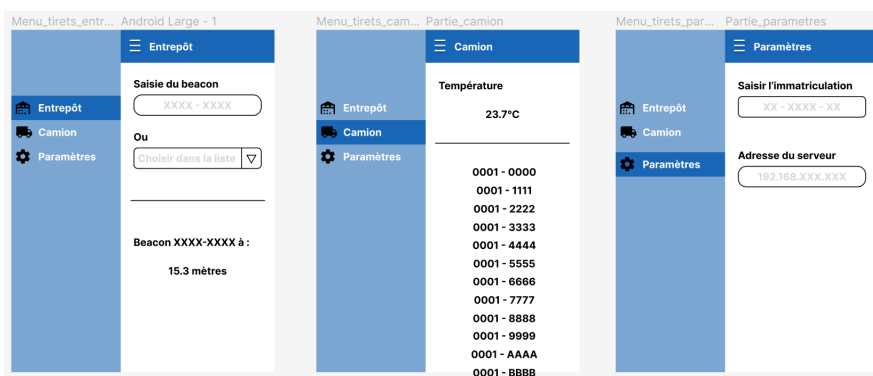 Menu_tirets_entr... Android Large - 1
Entrepôt
Saisie du beacon
XXXX - XXXX
Ou
Choisir dans la liste
Beacon XXXX-XXXX à :
15.3 mètres
Entrepôt
Camion
Paramètres
Menu_tirets_cam... Partie_camion
Camion
Température
23.7°C
0001 - 0000
0001 - 1111
0001 - 2222
0001 - 3333
0001 - 4444
0001 - 5555
0001 - 6666
0001 - 7777
0001 - 8888
0001 - 9999
0001 - AAAA
0001 - BBBB
Entrepôt
Camion
Paramètres
Menu_tirets_par... Partie_parametres
Paramètres
Saisir l'immatriculation
XX - XXXX - XX
Adresse du serveur
192.168.XXX.XXX
Entrepôt
Camion
Paramètres